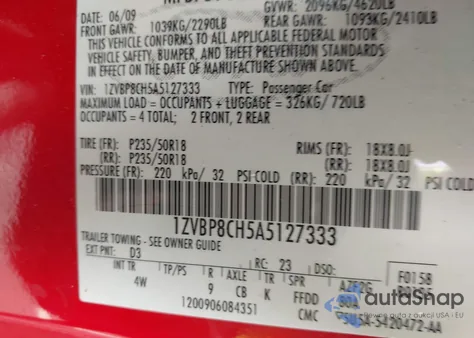 DATE: 06/09 GVWR: 2096KG/4620LB
FRONT GAWR: 1039KG/2290LB REAR GAWR: 1093KG/2410LB
THIS VEHICLE CONFORMS TO ALL APPLICABLE FEDERAL MOTOR
VEHICLE SAFETY, BUMPER, AND THEFT PREVENTION STANDARDS
IN EFFECT ON THE DATE OF MANUFACTURE SHOWN ABOVE.
VIN: 1ZVBP8CH5A5127333 TYPE: Passenger Car
MAXIMUM LOAD = OCCUPANTS + LUGGAGE = 326KG/720LB
OCCUPANTS = 4 TOTAL: 2 FRONT, 2 REAR
TIRE (FR): P235/50R18 RIMS (FR): 18X8.0J
(RR): P235/50R18 (RR): 18X8.0J
PRESSURE (FR): 220 kPa/ 32 PSI COLD (RR): 220 kPa/ 32 PSI COLD
1ZVBP8CH5A5127333
TRAILER TOWING - SEE OWNER GUIDE
EXT PNT: D3 RC: 23 DSO: F0158
INT TR TP/PS R AXLE TR SPR
4W 9 CB K FFDD
1200906084351 CMC
autoSnap
Автоаукціони з США і EU
5420472-AA